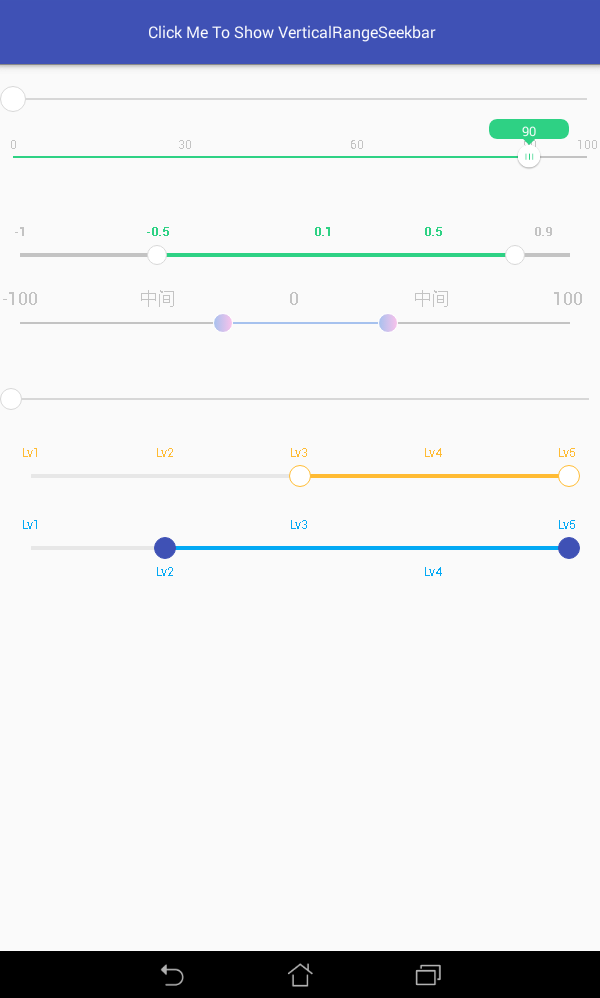 Click Me To Show VerticalRangeSeekbar
90
0 30 60 100
-1 -0.5 0.1 0.5 0.9
-100 中间 0 中间 100
Lv1 Lv2 Lv3 Lv4 Lv5
Lv1 Lv3 Lv5
Lv2 Lv4